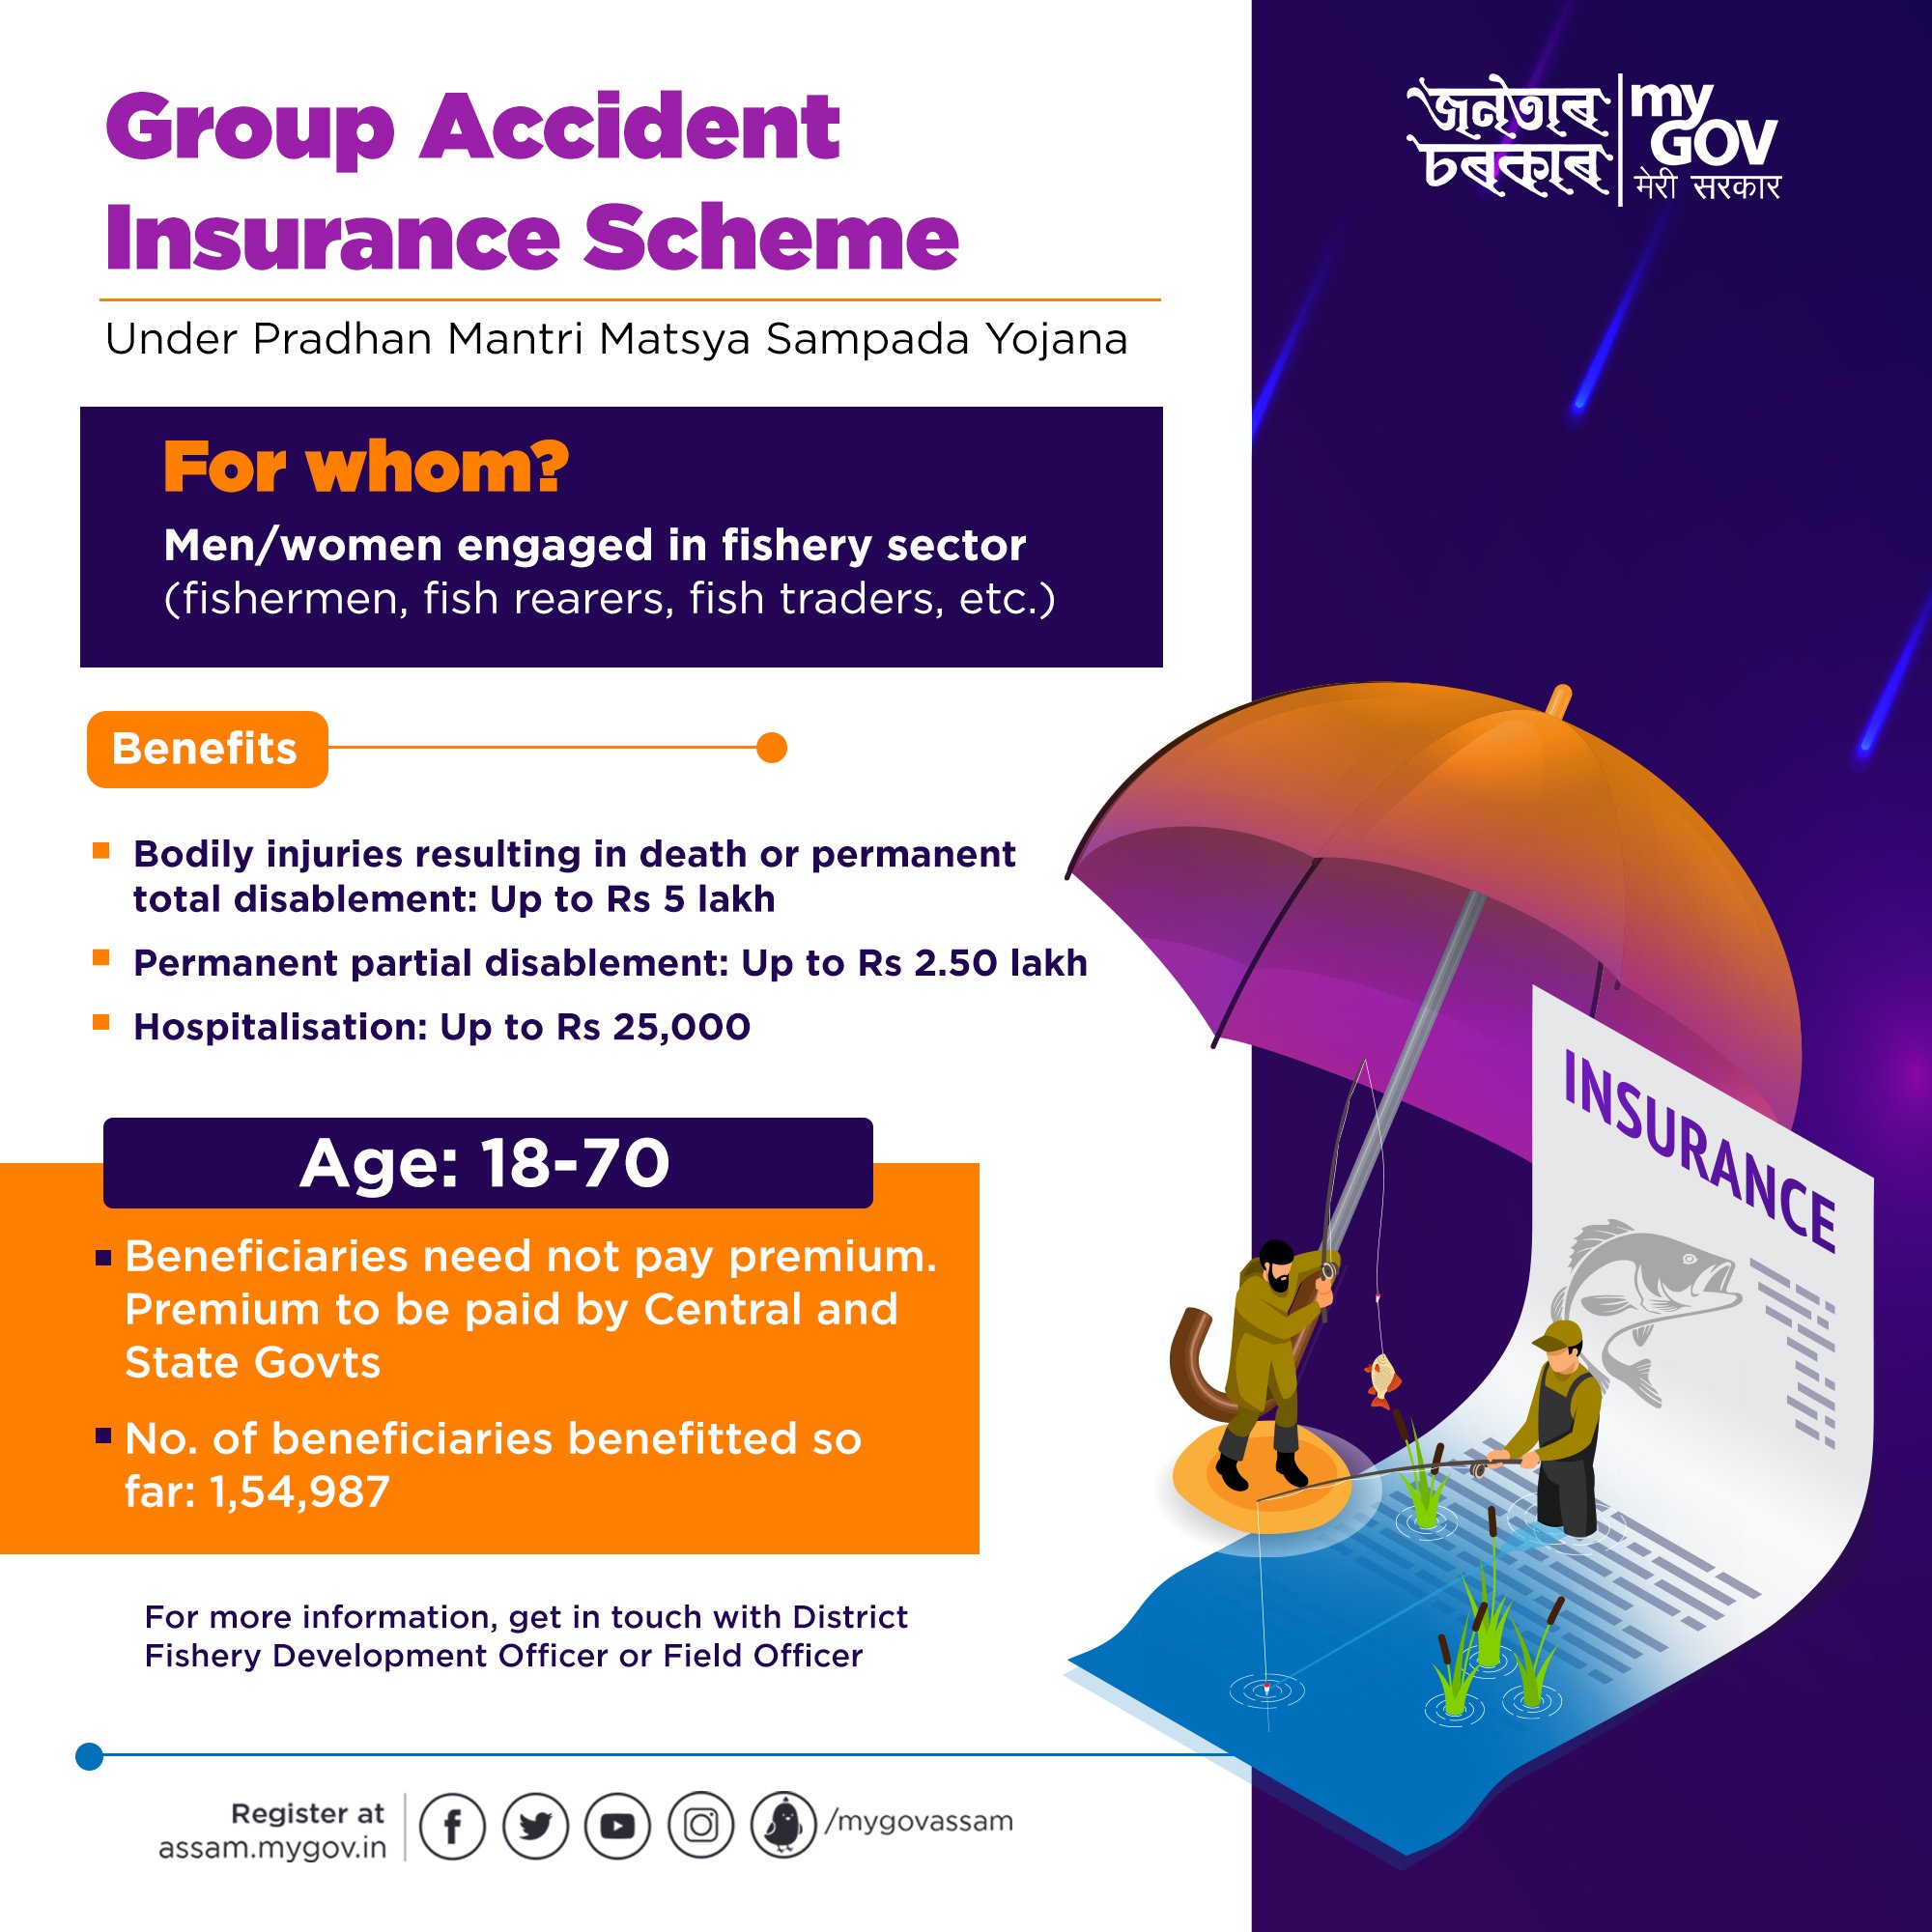 Group Accident
Insurance Scheme
Under Pradhan Mantri Matsya Sampada Yojana
জনতাৰ
চৰকাৰ
my
GOV
मेरी सरकार
For whom?
Men/women engaged in fishery sector
(fishermen, fish rearers, fish traders, etc.)
Benefits
Bodily injuries resulting in death or permanent
total disablement: Up to Rs 5 lakh
Permanent partial disablement: Up to Rs 2.50 lakh
Hospitalisation: Up to Rs 25,000
INSURANCE
Age: 18-70
Beneficiaries need not pay premium.
Premium to be paid by Central and
State Govts
No. of beneficiaries benefitted so
far: 1,54,987
For more information, get in touch with District
Fishery Development Officer or Field Officer
Register at
assam.mygov.in
/mygovassam